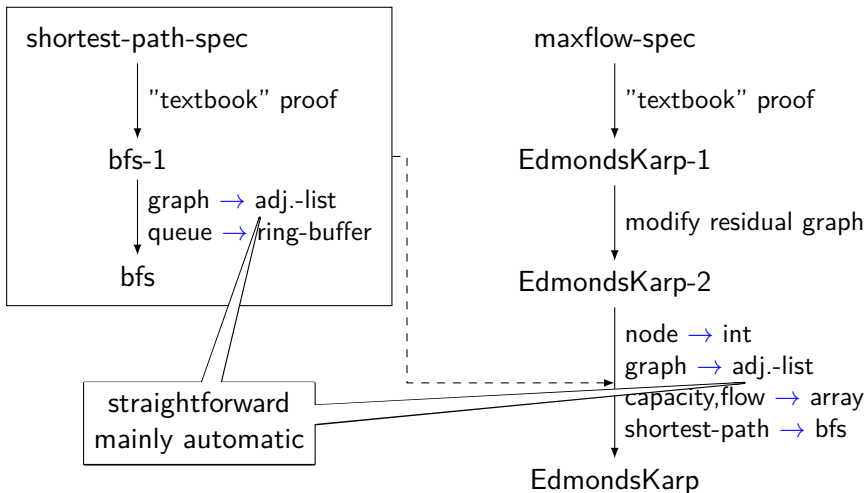 shortest-path-spec
"textbook" proof
bfs-1
graph → adj.-list
queue → ring-buffer
bfs
straightforward
mainly automatic
maxflow-spec
"textbook" proof
EdmondsKarp-1
modify residual graph
EdmondsKarp-2
node → int
graph → adj.-list
capacity,flow → array
shortest-path → bfs
EdmondsKarp